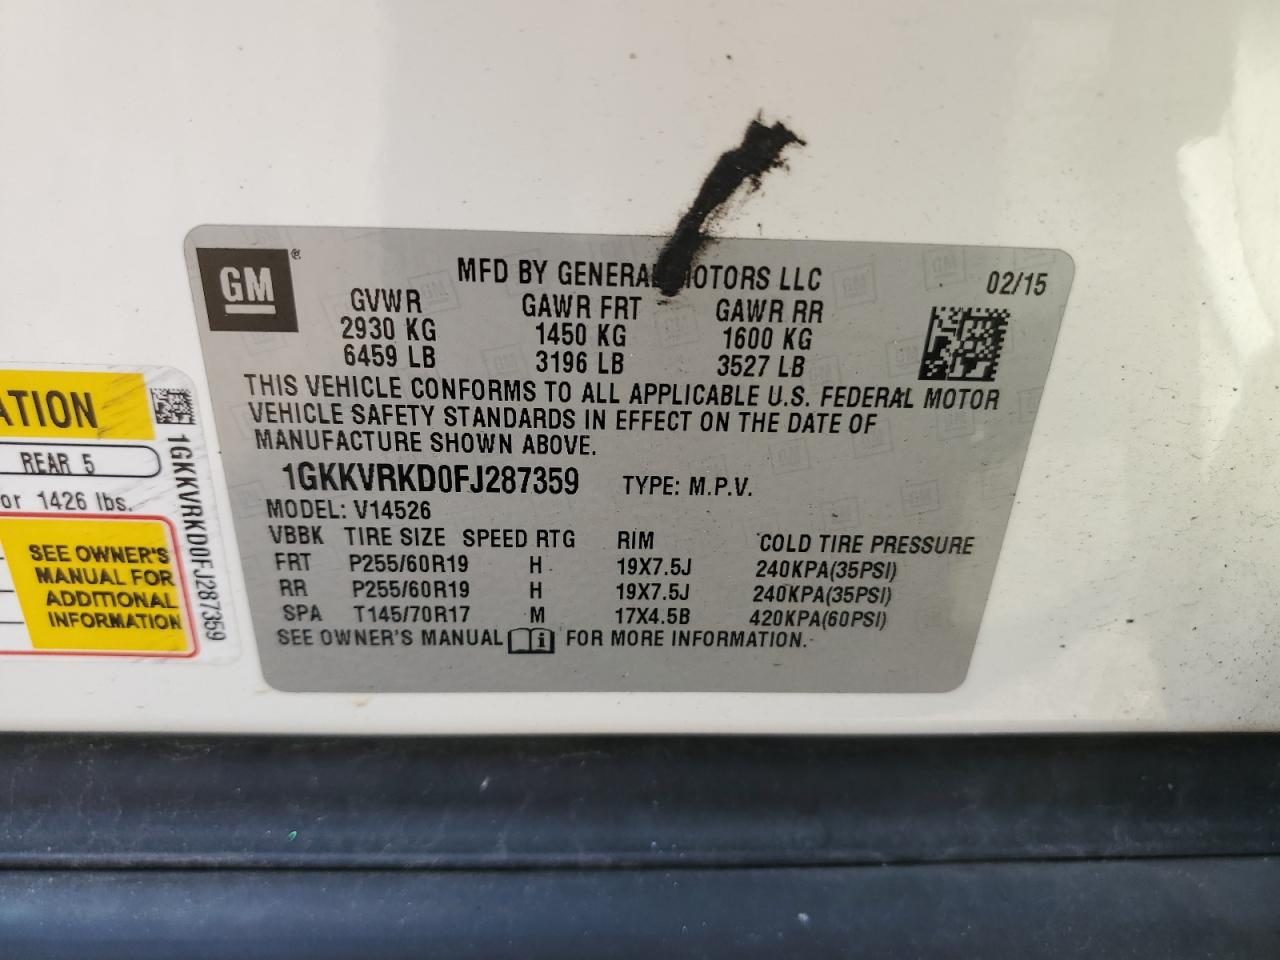 GM®
MFD BY GENERAL MOTORS LLC 02/15
GVWR GAWR FRT GAWR RR
2930 KG 1450 KG 1600 KG
6459 LB 3196 LB 3527 LB
THIS VEHICLE CONFORMS TO ALL APPLICABLE U.S. FEDERAL MOTOR
VEHICLE SAFETY STANDARDS IN EFFECT ON THE DATE OF
MANUFACTURE SHOWN ABOVE.
1GKKVRKD0FJ287359 TYPE: M.P.V.
MODEL: V14526
VBBK TIRE SIZE SPEED RTG RIM COLD TIRE PRESSURE
FRT P255/60R19 H 19X7.5J 240KPA(35PSI)
RR P255/60R19 H 19X7.5J 240KPA(35PSI)
SPA T145/70R17 M 17X4.5B 420KPA(60PSI)
SEE OWNER'S MANUAL i FOR MORE INFORMATION.
ATION
REAR 5
or 1426 lbs.
SEE OWNER'S
MANUAL FOR
ADDITIONAL
INFORMATION
1GKKVRKD0FJ287359